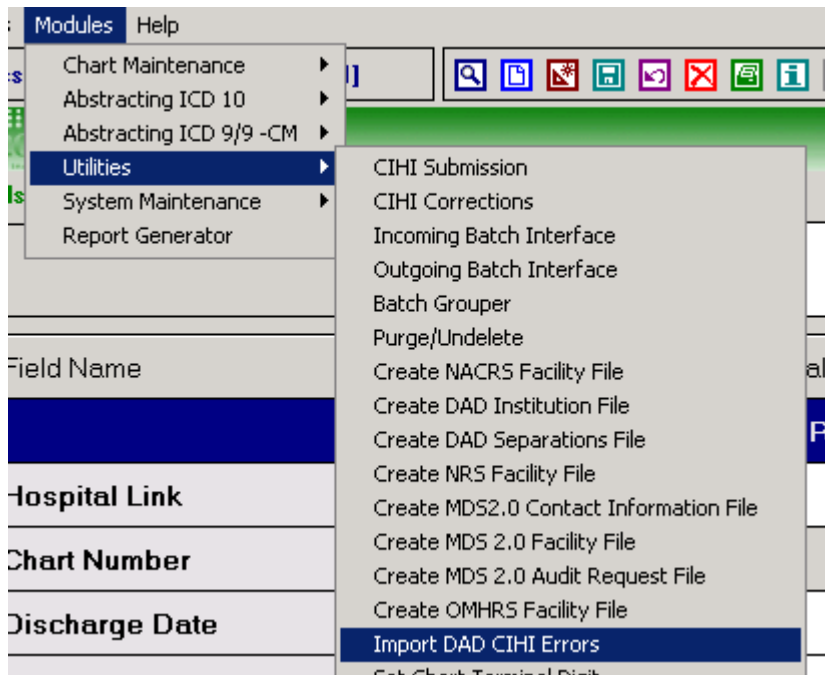 Modules Help
Chart Maintenance
Abstracting ICD 10
Abstracting ICD 9/9 -CM
Utilities
System Maintenance
Report Generator
CIHI Submission
CIHI Corrections
Incoming Batch Interface
Outgoing Batch Interface
Batch Grouper
Purge/Undelete
Create NACRS Facility File
Create DAD Institution File
Create DAD Separations File
Create NRS Facility File
Create MDS2.0 Contact Information File
Create MDS 2.0 Facility File
Create MDS 2.0 Audit Request File
Create OMHRS Facility File
Import DAD CIHI Errors
Set Chart Terminal Digit
Field Name
Hospital Link
Chart Number
Discharge Date